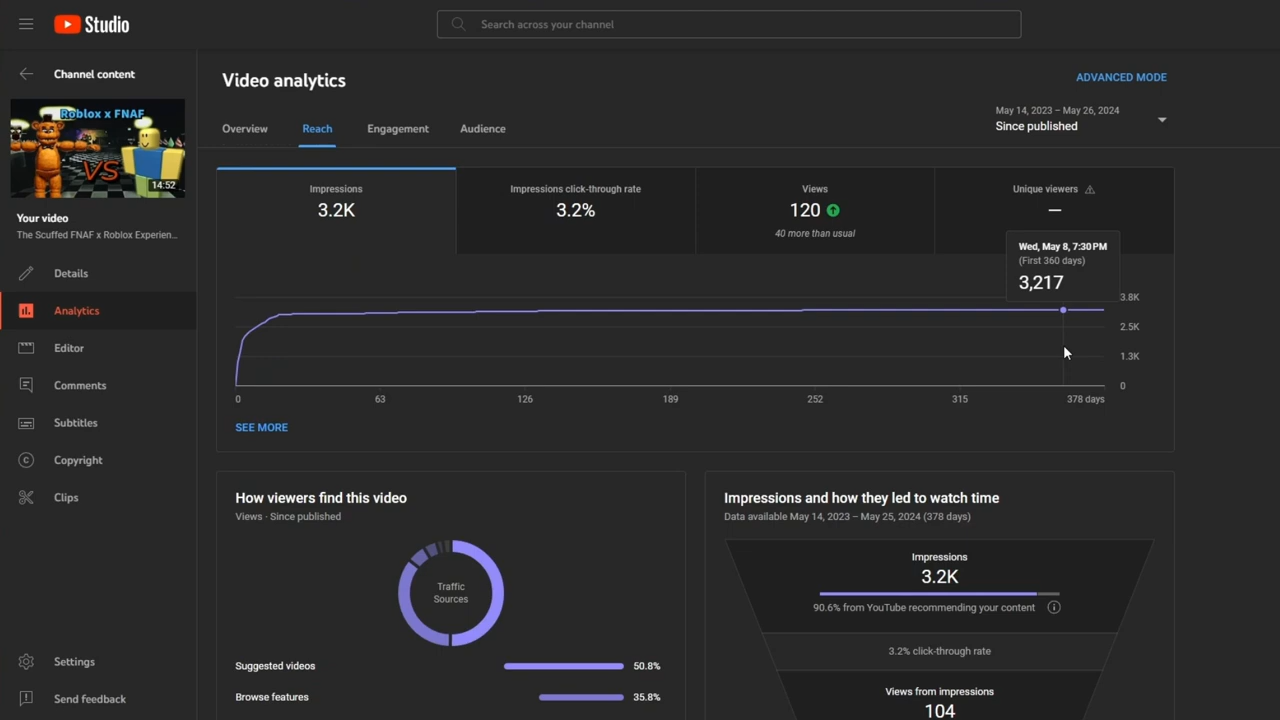 Studio
Search across your channel
Channel content
Roblox x FNAF
VS
14:52
Your video
The Scuffed FNAF x Roblox Experien...
Details
Analytics
Editor
Comments
Subtitles
Copyright
Clips
Settings
Send feedback
Video analytics
ADVANCED MODE
May 14, 2023 – May 26, 2024
Since published
Overview
Reach
Engagement
Audience
Impressions
3.2K
Impressions click-through rate
3.2%
Views
120
40 more than usual
Unique viewers
—
Wed, May 8, 7:30 PM
(First 360 days)
3,217
3.8K
2.5K
1.3K
0
0
63
126
189
252
315
378 days
SEE MORE
How viewers find this video
Views · Since published
Traffic
Sources
Suggested videos
50.8%
Browse features
35.8%
Impressions and how they led to watch time
Data available May 14, 2023 – May 25, 2024 (378 days)
Impressions
3.2K
90.6% from YouTube recommending your content
3.2% click-through rate
Views from impressions
104